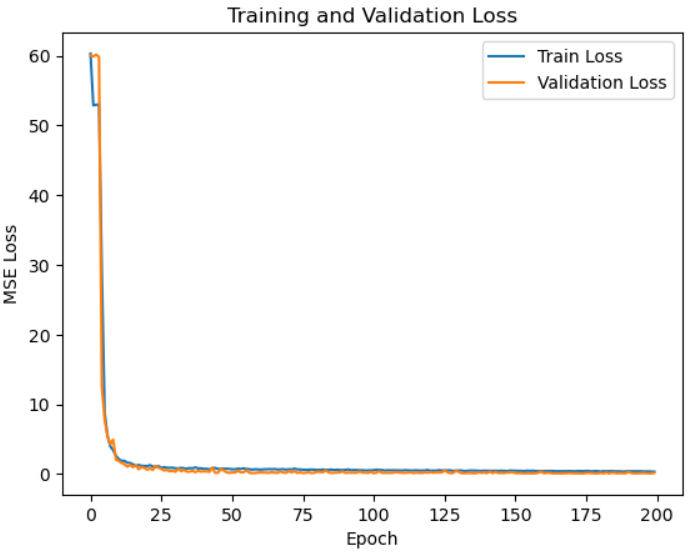 Training and Validation Loss
Train Loss
Validation Loss
60
50
40
30
20
10
0
MSE Loss
0 25 50 75 100 125 150 175 200
Epoch